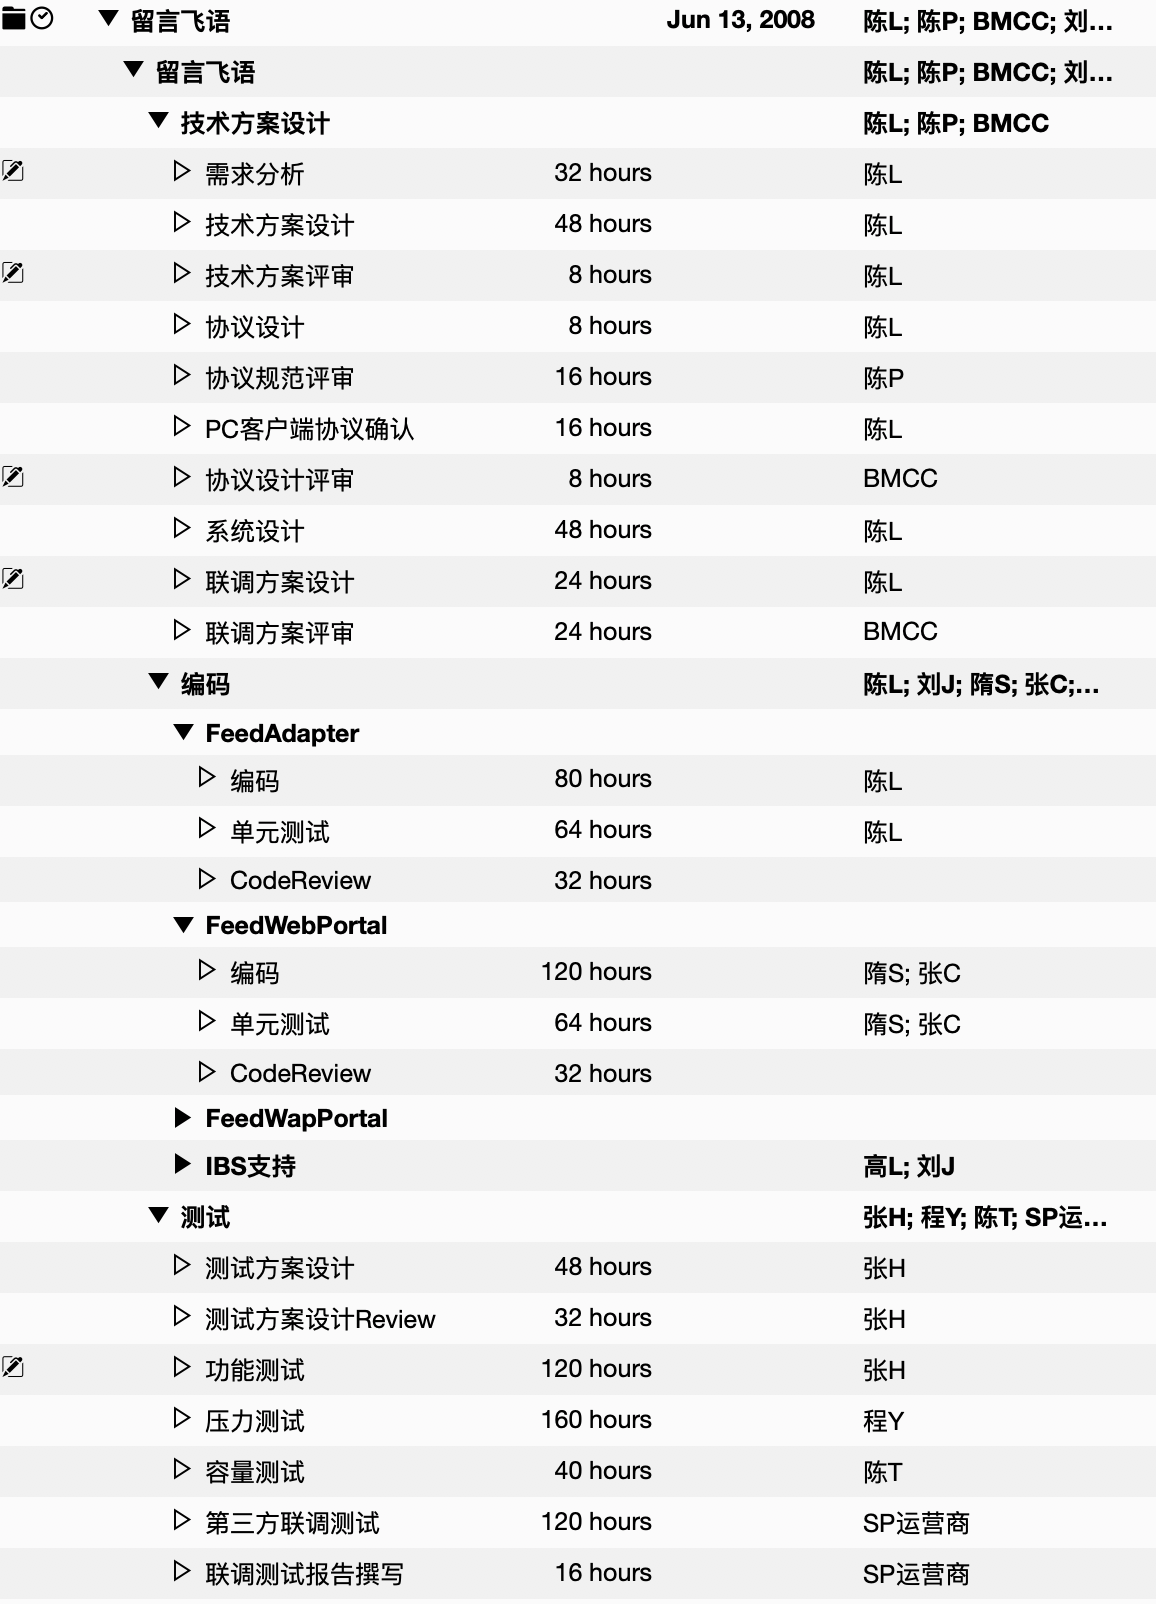 留言飞语 Jun 13, 2008 陈L; 陈P; BMCC; 刘...
留言飞语 陈L; 陈P; BMCC; 刘...
技术方案设计 陈L; 陈P; BMCC
需求分析 32 hours 陈L
技术方案设计 48 hours 陈L
技术方案评审 8 hours 陈L
协议设计 8 hours 陈L
协议规范评审 16 hours 陈P
PC客户端协议确认 16 hours 陈L
协议设计评审 8 hours BMCC
系统设计 48 hours 陈L
联调方案设计 24 hours 陈L
联调方案评审 24 hours BMCC
编码 陈L; 刘J; 隋S; 张C;...
FeedAdapter
编码 80 hours 陈L
单元测试 64 hours 陈L
CodeReview 32 hours
FeedWebPortal
编码 120 hours 隋S; 张C
单元测试 64 hours 隋S; 张C
CodeReview 32 hours
FeedWapPortal
IBS支持 高L; 刘J
测试 张H; 程Y; 陈T; SP运...
测试方案设计 48 hours 张H
测试方案设计Review 32 hours 张H
功能测试 120 hours 张H
压力测试 160 hours 程Y
容量测试 40 hours 陈T
第三方联调测试 120 hours SP运营商
联调测试报告撰写 16 hours SP运营商